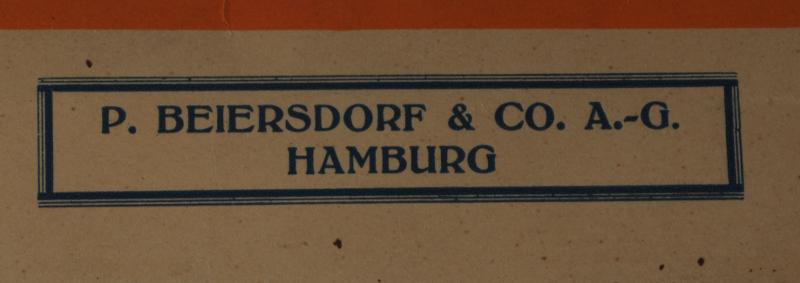 P. BEIERSDORF & CO. A.-G.
HAMBURG